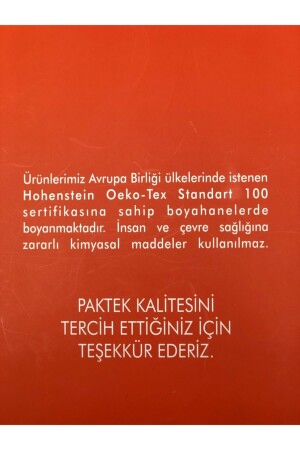 Ürünlerimiz Avrupa Birliği ülkelerinde istenen
Hohenstein Oeko-Tex Standart 100
sertifikasına sahip boyahanelerde
boyanmaktadır. İnsan ve çevre sağlığına
zararlı kimyasal maddeler kullanılmaz.
PAKTEK KALİTESİNİ
TERCİH ETTİĞİNİZ İÇİN
TEŞEKKÜR EDERİZ.